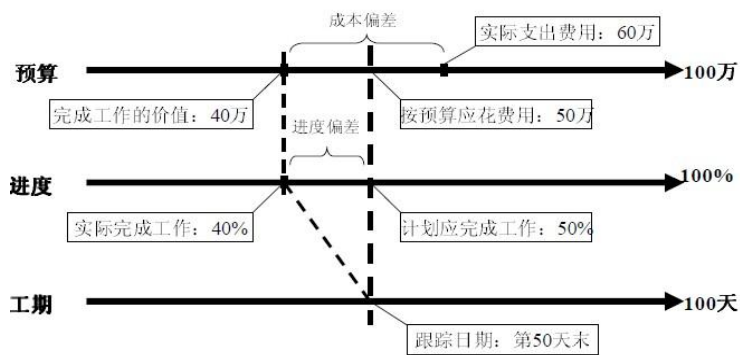 成本偏差
实际支出费用：60万
预算
100万
完成工作的价值：40万
按预算应花费用：50万
进度偏差
进度
100%
实际完成工作：40%
计划应完成工作：50%
工期
100天
跟踪日期：第50天末